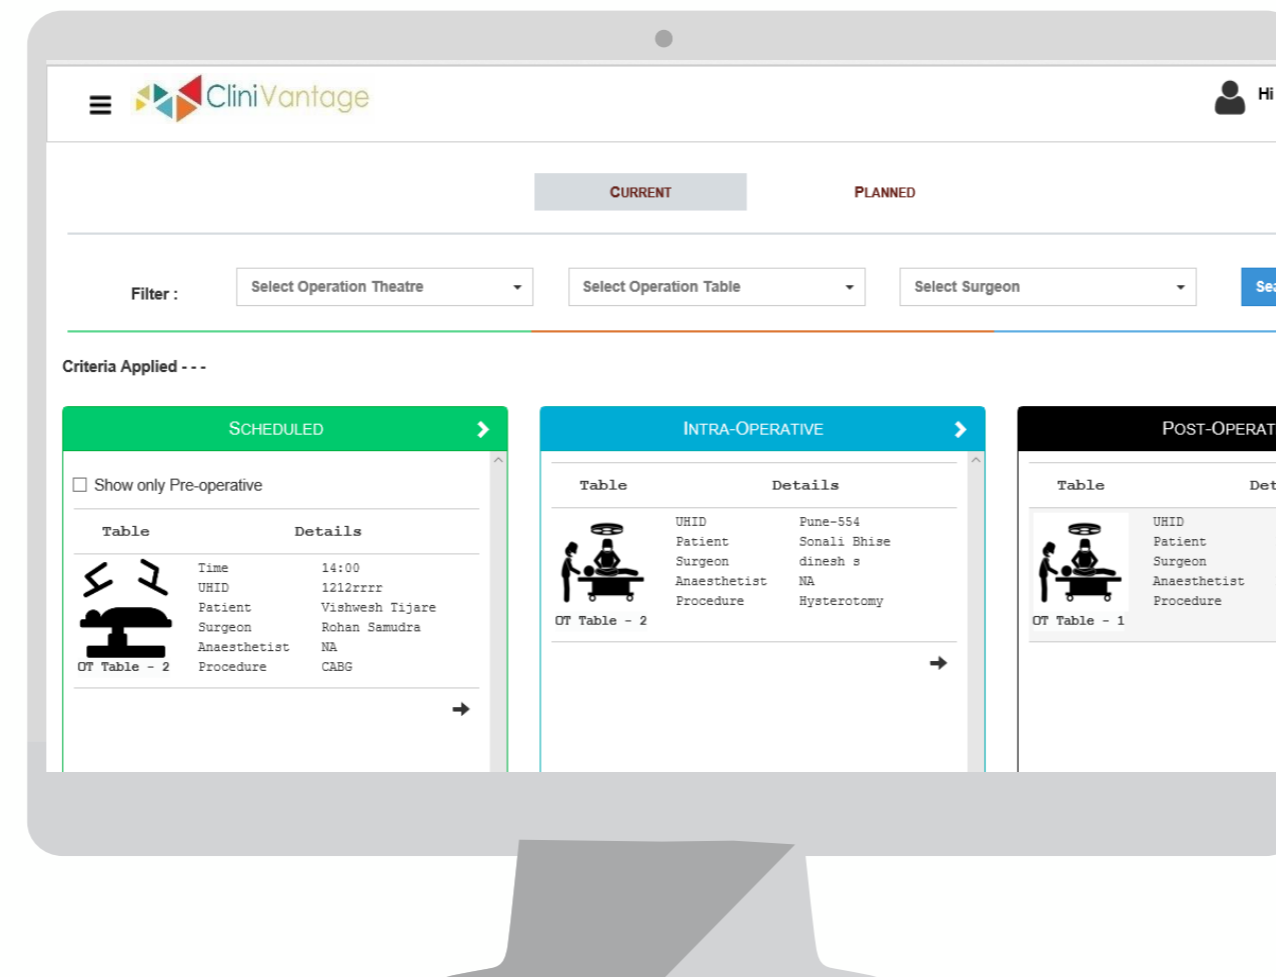 CliniVantage
Hi
CURRENT PLANNED
Filter : Select Operation Theatre Select Operation Table Select Surgeon
Criteria Applied - - -
SCHEDULED
Show only Pre-operative
Table Details
Time 14:00
UHID 1212rrrr
Patient Vishwesh Tijare
Surgeon Rohan Samudra
Anaesthetist NA
Procedure CABG
OT Table - 2
INTRA-OPERATIVE
Table Details
UHID Pune-554
Patient Sonali Bhise
Surgeon dinesh s
Anaesthetist NA
Procedure Hysterotomy
OT Table - 2
POST-OPERAT
Table Det
UHID
Patient
Surgeon
Anaesthetist
Procedure
OT Table - 1